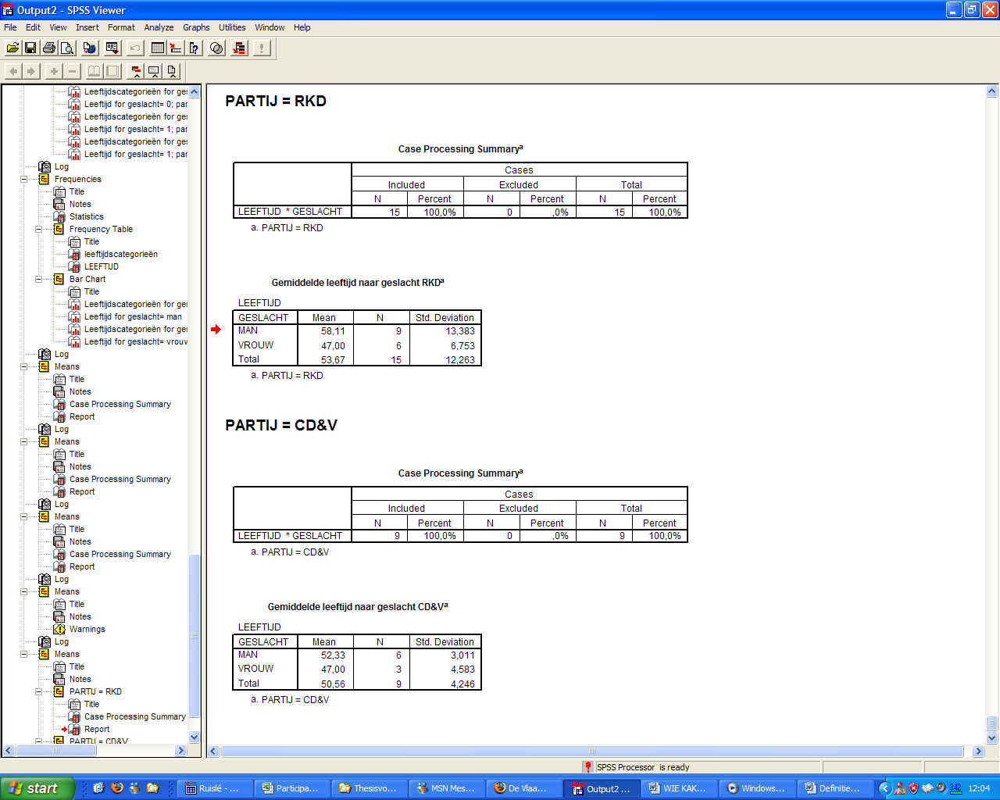 Output2 - SPSS Viewer
File Edit View Insert Format Analyze Graphs Utilities Window Help
Leeftijdscategorieën for ges
Leeftijd for geslacht= 0; par
Leeftijdscategorieën for ges
Leeftijd for geslacht= 1; par
Leeftijdscategorieën for ges
Leeftijd for geslacht= 1; par
Log
Frequencies
Title
Notes
Statistics
Frequency Table
Title
leeftijdscategorieën
LEEFTIJD
Bar Chart
Title
Leeftijdscategorieën for ges
Leeftijd for geslacht= man
Leeftijdscategorieën for ges
Leeftijd for geslacht= vrouw
Log
Means
Title
Notes
Case Processing Summary
Report
Log
Means
Title
Notes
Case Processing Summary
Report
Log
Means
Title
Notes
Case Processing Summary
Report
Log
Means
Title
Notes
Warnings
Log
Means
Title
Notes
PARTIJ = RKD
Title
Case Processing Summary
Report
PARTIJ = CD&V
PARTIJ = RKD
Case Processing Summarya
Cases
Included Excluded Total
N Percent N Percent N Percent
LEEFTIJD * GESLACHT 15 100,0% 0 ,0% 15 100,0%
a. PARTIJ = RKD
Gemiddelde leeftijd naar geslacht RKDa
LEEFTIJD
GESLACHT Mean N Std. Deviation
MAN 58,11 9 13,383
VROUW 47,00 6 6,753
Total 53,67 15 12,263
a. PARTIJ = RKD
PARTIJ = CD&V
Case Processing Summarya
Cases
Included Excluded Total
N Percent N Percent N Percent
LEEFTIJD * GESLACHT 9 100,0% 0 ,0% 9 100,0%
a. PARTIJ = CD&V
Gemiddelde leeftijd naar geslacht CD&Va
LEEFTIJD
GESLACHT Mean N Std. Deviation
MAN 52,33 6 3,011
VROUW 47,00 3 4,583
Total 50,56 9 4,246
a. PARTIJ = CD&V
SPSS Processor is ready
start Ruislé - ... Participa... Thesisvo... MSN Mes... De Vlaa... Output2 ... WIE KAK... Windows... Definitie... 342 12:04